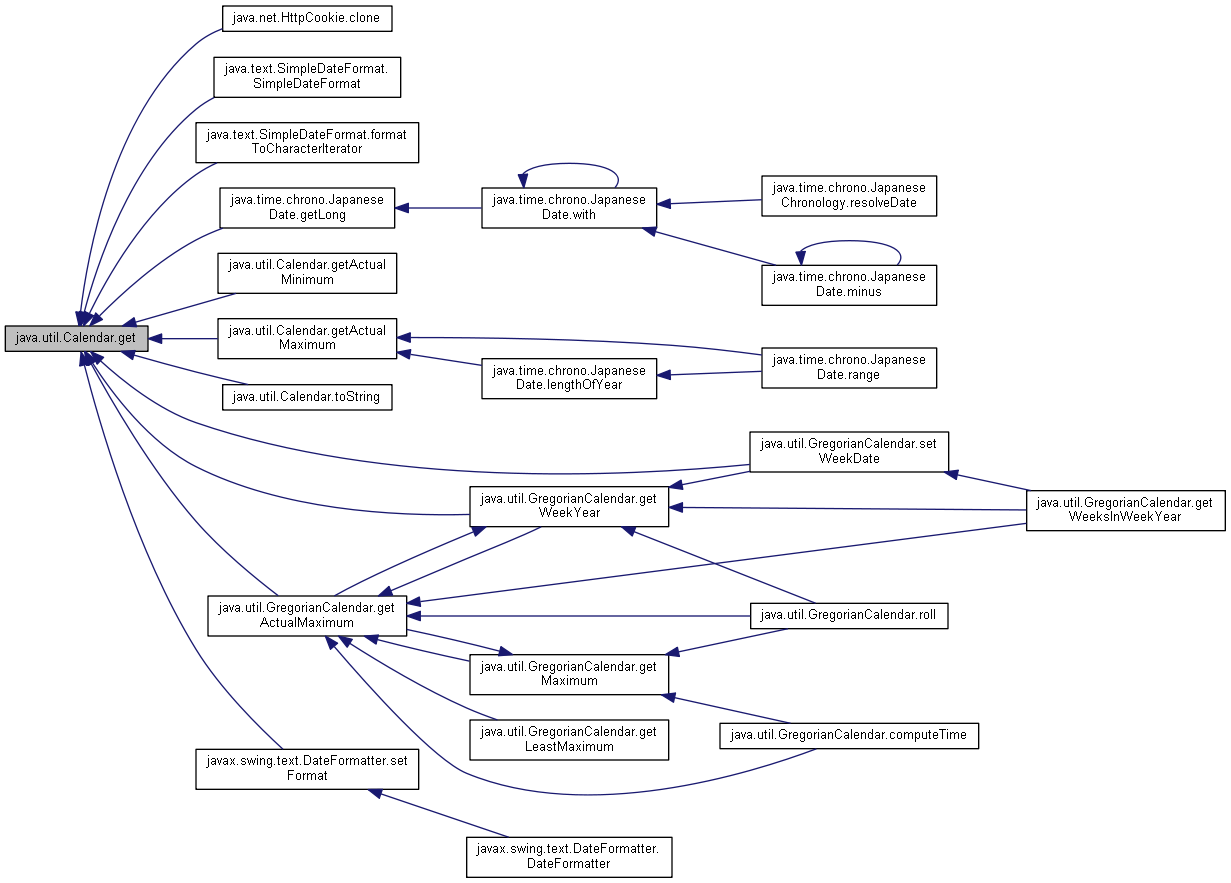 java.net.HttpCookie.clone
java.text.SimpleDateFormat.
SimpleDateFormat
java.text.SimpleDateFormat.format
ToCharacterIterator
java.time.chrono.Japanese
Date.getLong
java.time.chrono.Japanese
Date.with
java.time.chrono.Japanese
Chronology.resolveDate
java.util.Calendar.getActual
Minimum
java.time.chrono.Japanese
Date.minus
java.util.Calendar.get
java.util.Calendar.getActual
Maximum
java.time.chrono.Japanese
Date.lengthOfYear
java.time.chrono.Japanese
Date.range
java.util.Calendar.toString
java.util.GregorianCalendar.set
WeekDate
java.util.GregorianCalendar.get
WeekYear
java.util.GregorianCalendar.get
WeeksInWeekYear
java.util.GregorianCalendar.get
ActualMaximum
java.util.GregorianCalendar.roll
java.util.GregorianCalendar.get
Maximum
java.util.GregorianCalendar.get
LeastMaximum
java.util.GregorianCalendar.computeTime
javax.swing.text.DateFormatter.set
Format
javax.swing.text.DateFormatter.
DateFormatter